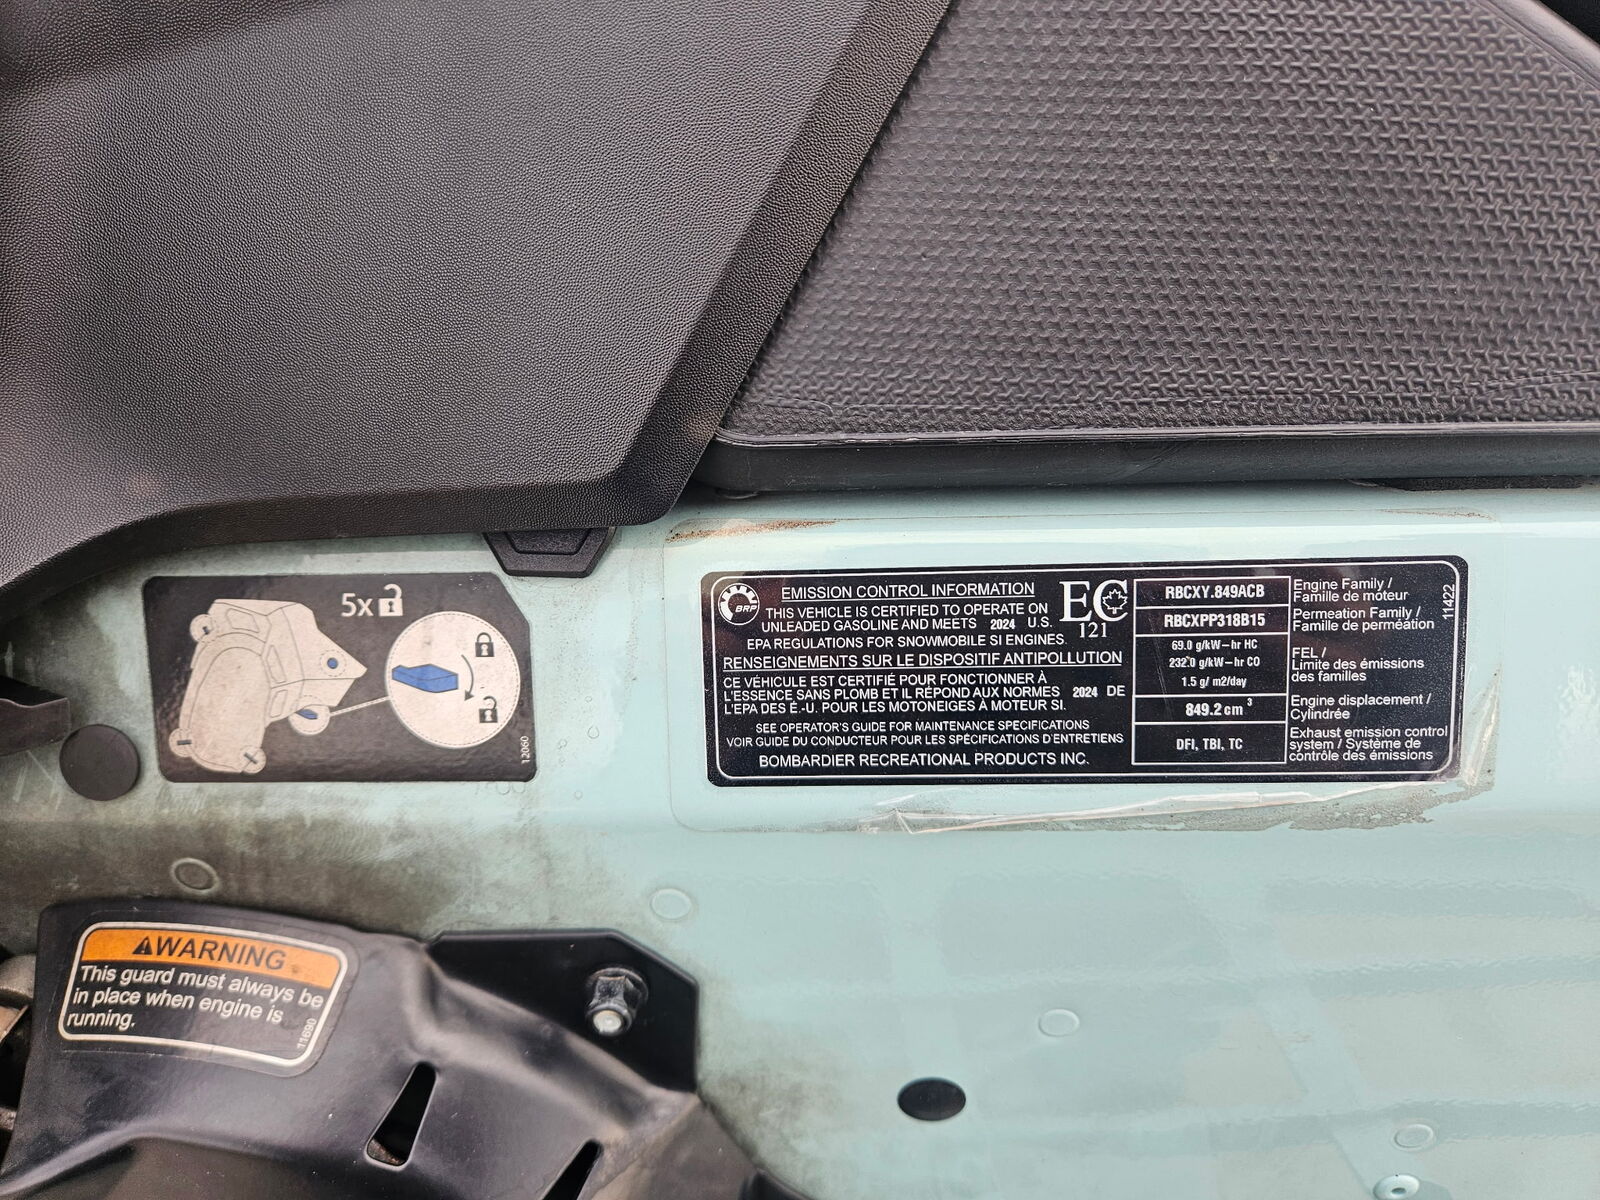 5x
12060
BRP
EMISSION CONTROL INFORMATION
THIS VEHICLE IS CERTIFIED TO OPERATE ON
UNLEADED GASOLINE AND MEETS 2024 U.S.
EPA REGULATIONS FOR SNOWMOBILE SI ENGINES.
RENSEIGNEMENTS SUR LE DISPOSITIF ANTIPOLLUTION
CE VÉHICULE EST CERTIFIÉ POUR FONCTIONNER À
L'ESSENCE SANS PLOMB ET IL RÉPOND AUX NORMES 2024 DE
L'EPA DES É.-U. POUR LES MOTONEIGES À MOTEUR SI.
SEE OPERATOR'S GUIDE FOR MAINTENANCE SPECIFICATIONS
VOIR GUIDE DU CONDUCTEUR POUR LES SPÉCIFICATIONS D'ENTRETIENS
BOMBARDIER RECREATIONAL PRODUCTS INC.
EC
121
RBCXY.849ACB
Engine Family /
Famille de moteur
RBCXPP318B15
Permeation Family /
Famille de perméation
69.0 g/kW-hr HC
232.0 g/kW-hr CO
1.5 g/ m2/day
FEL /
Limite des émissions
des familles
849.2 cm³
Engine displacement /
Cylindrée
DFI, TBI, TC
Exhaust emission control
system / Système de
contrôle des émissions
11422
WARNING
This guard must always be
in place when engine is
running.
11690